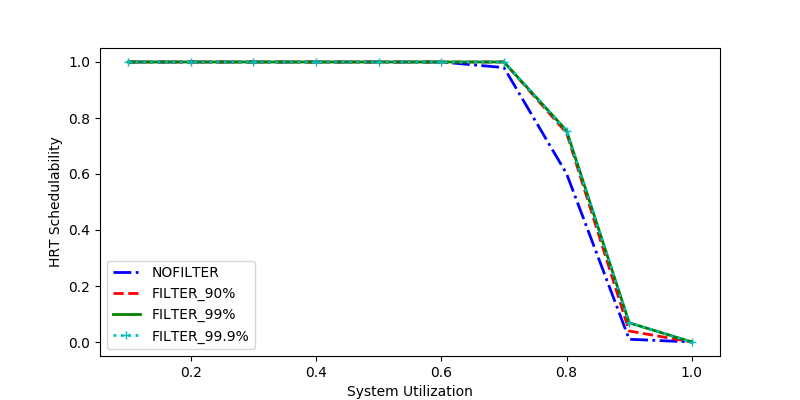 1.0
0.8
0.6
0.4
0.2
0.0
HRT Schedulability
NOFILTER
FILTER_90%
FILTER_99%
FILTER_99.9%
0.2
0.4
0.6
0.8
1.0
System Utilization